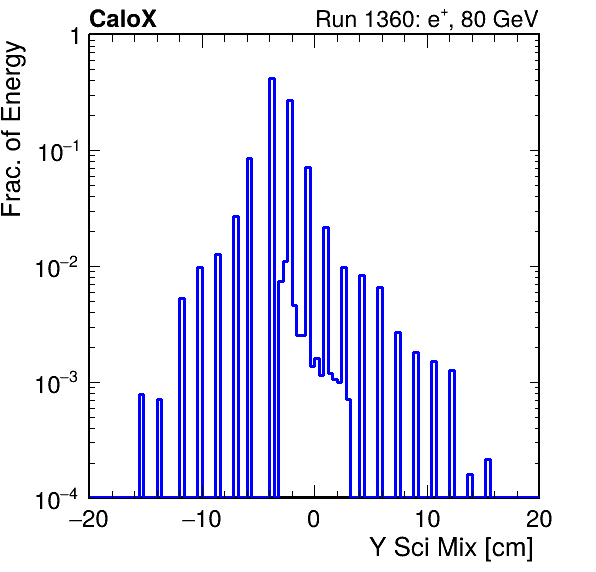 CaloX Run 1360: e⁺, 80 GeV
Frac. of Energy
1
10⁻¹
10⁻²
10⁻³
10⁻⁴
−20 −10 0 10 20
Y Sci Mix [cm]